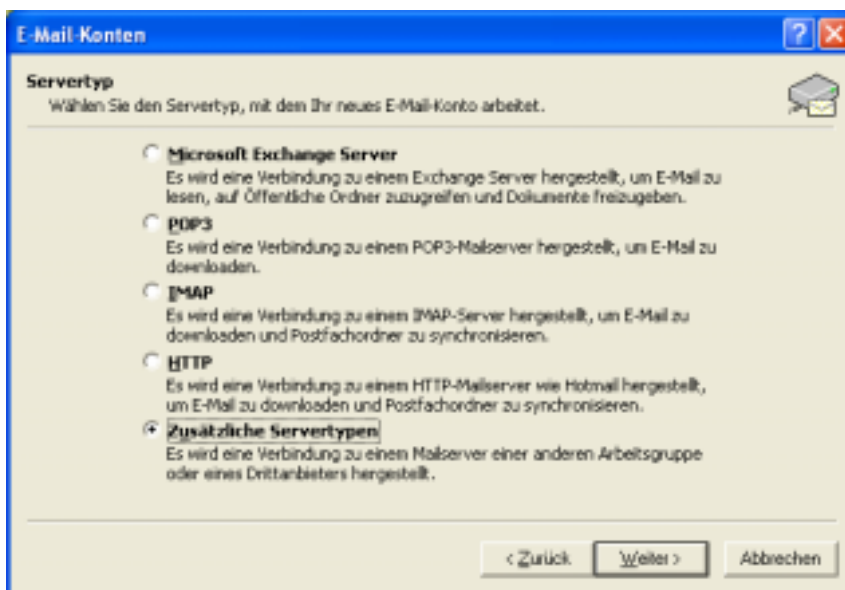 E-Mail-Konten
Servertyp
Wählen Sie den Servertyp, mit dem Ihr neues E-Mail-Konto arbeitet.
Microsoft Exchange Server
Es wird eine Verbindung zu einem Exchange Server hergestellt, um E-Mail zu
lesen, auf Öffentliche Ordner zuzugreifen und Dokumente freizugeben.
POP3
Es wird eine Verbindung zu einem POP3-Mailserver hergestellt, um E-Mail zu
downloaden.
IMAP
Es wird eine Verbindung zu einem IMAP-Server hergestellt, um E-Mail zu
downloaden und Postfachordner zu synchronisieren.
HTTP
Es wird eine Verbindung zu einem HTTP-Mailserver wie Hotmail hergestellt,
um E-Mail zu downloaden und Postfachordner zu synchronisieren.
Zusätzliche Servertypen
Es wird eine Verbindung zu einem Mailserver einer anderen Arbeitsgruppe
oder eines Drittanbieters hergestellt.
< Zurück Weiter > Abbrechen